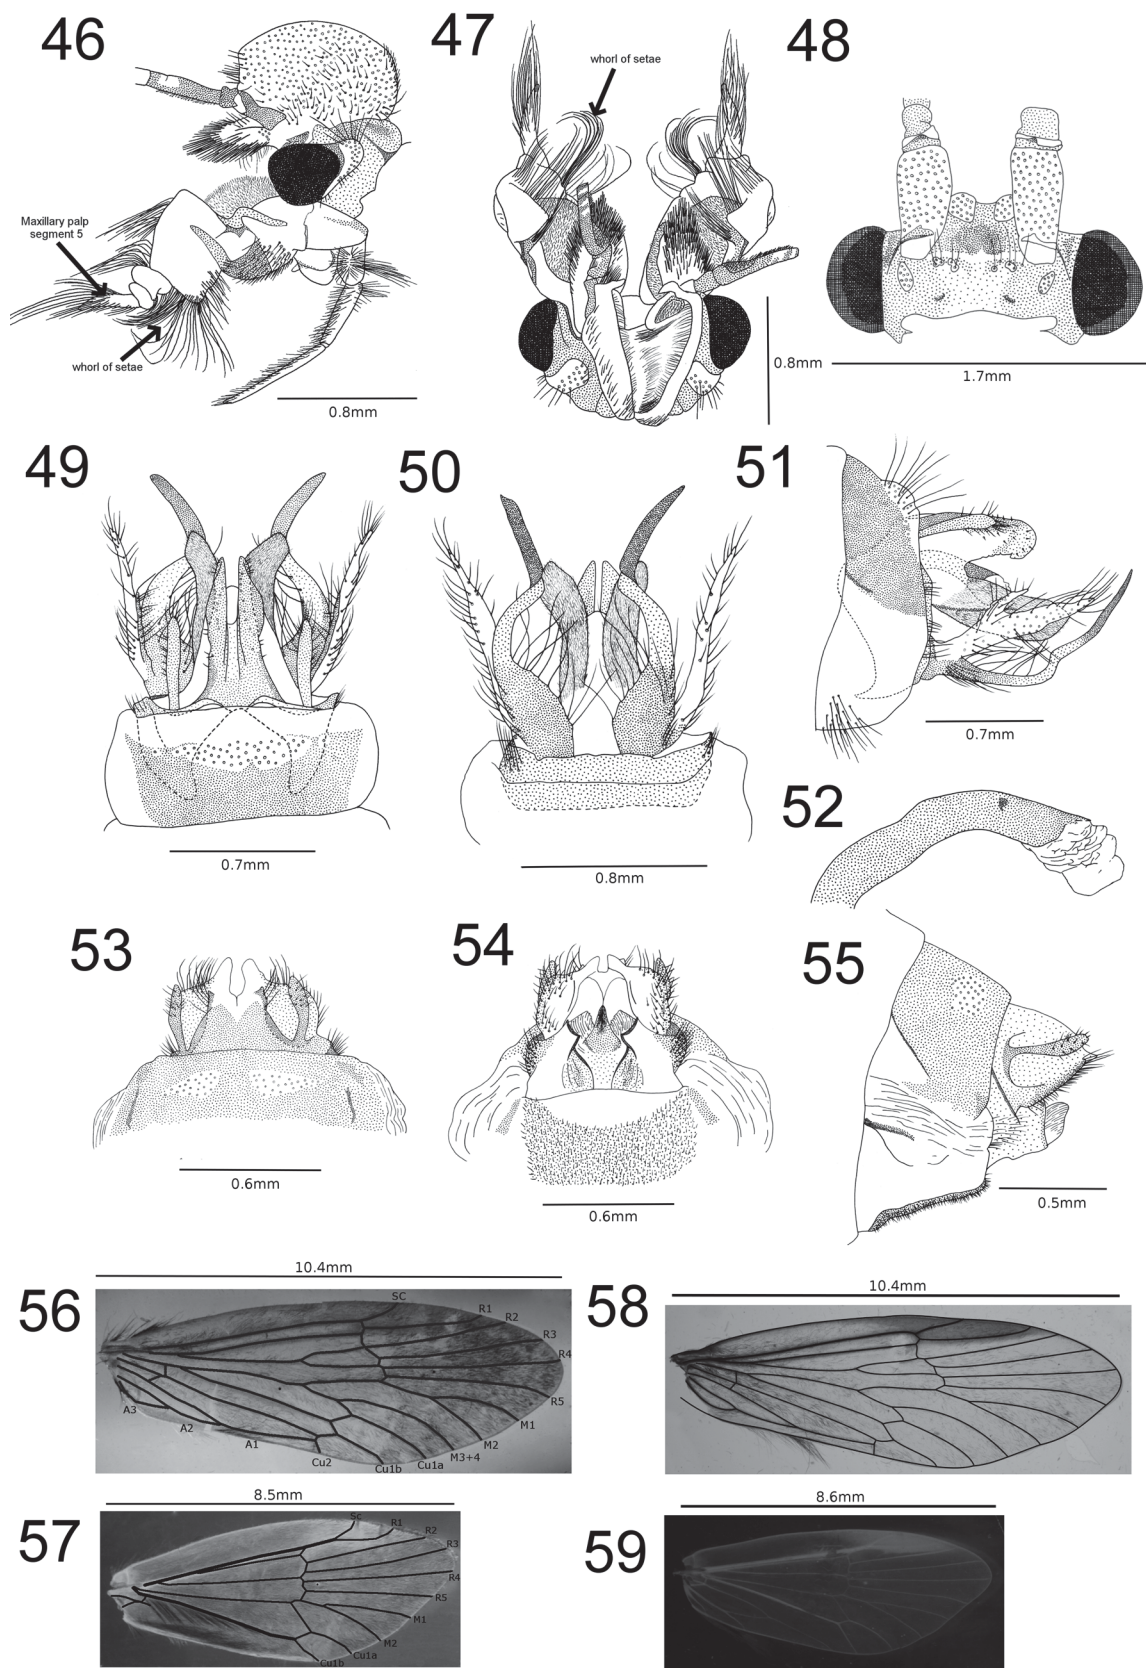 46
47
48
whorl of setae
Maxillary palp
segment 5
whorl of setae
0.8mm
0.8mm
1.7mm
49
50
51
0.7mm
0.8mm
0.7mm
52
53
54
55
0.6mm
0.6mm
0.5mm
56
10.4mm
SC
R1
R2
R3
R4
R5
M1
M2
M3+4
Cu1a
Cu1b
Cu2
A1
A2
A3
58
10.4mm
57
8.5mm
Sc
R1
R2
R3
R4
R5
M1
M2
Cu1a
Cu1b
59
8.6mm